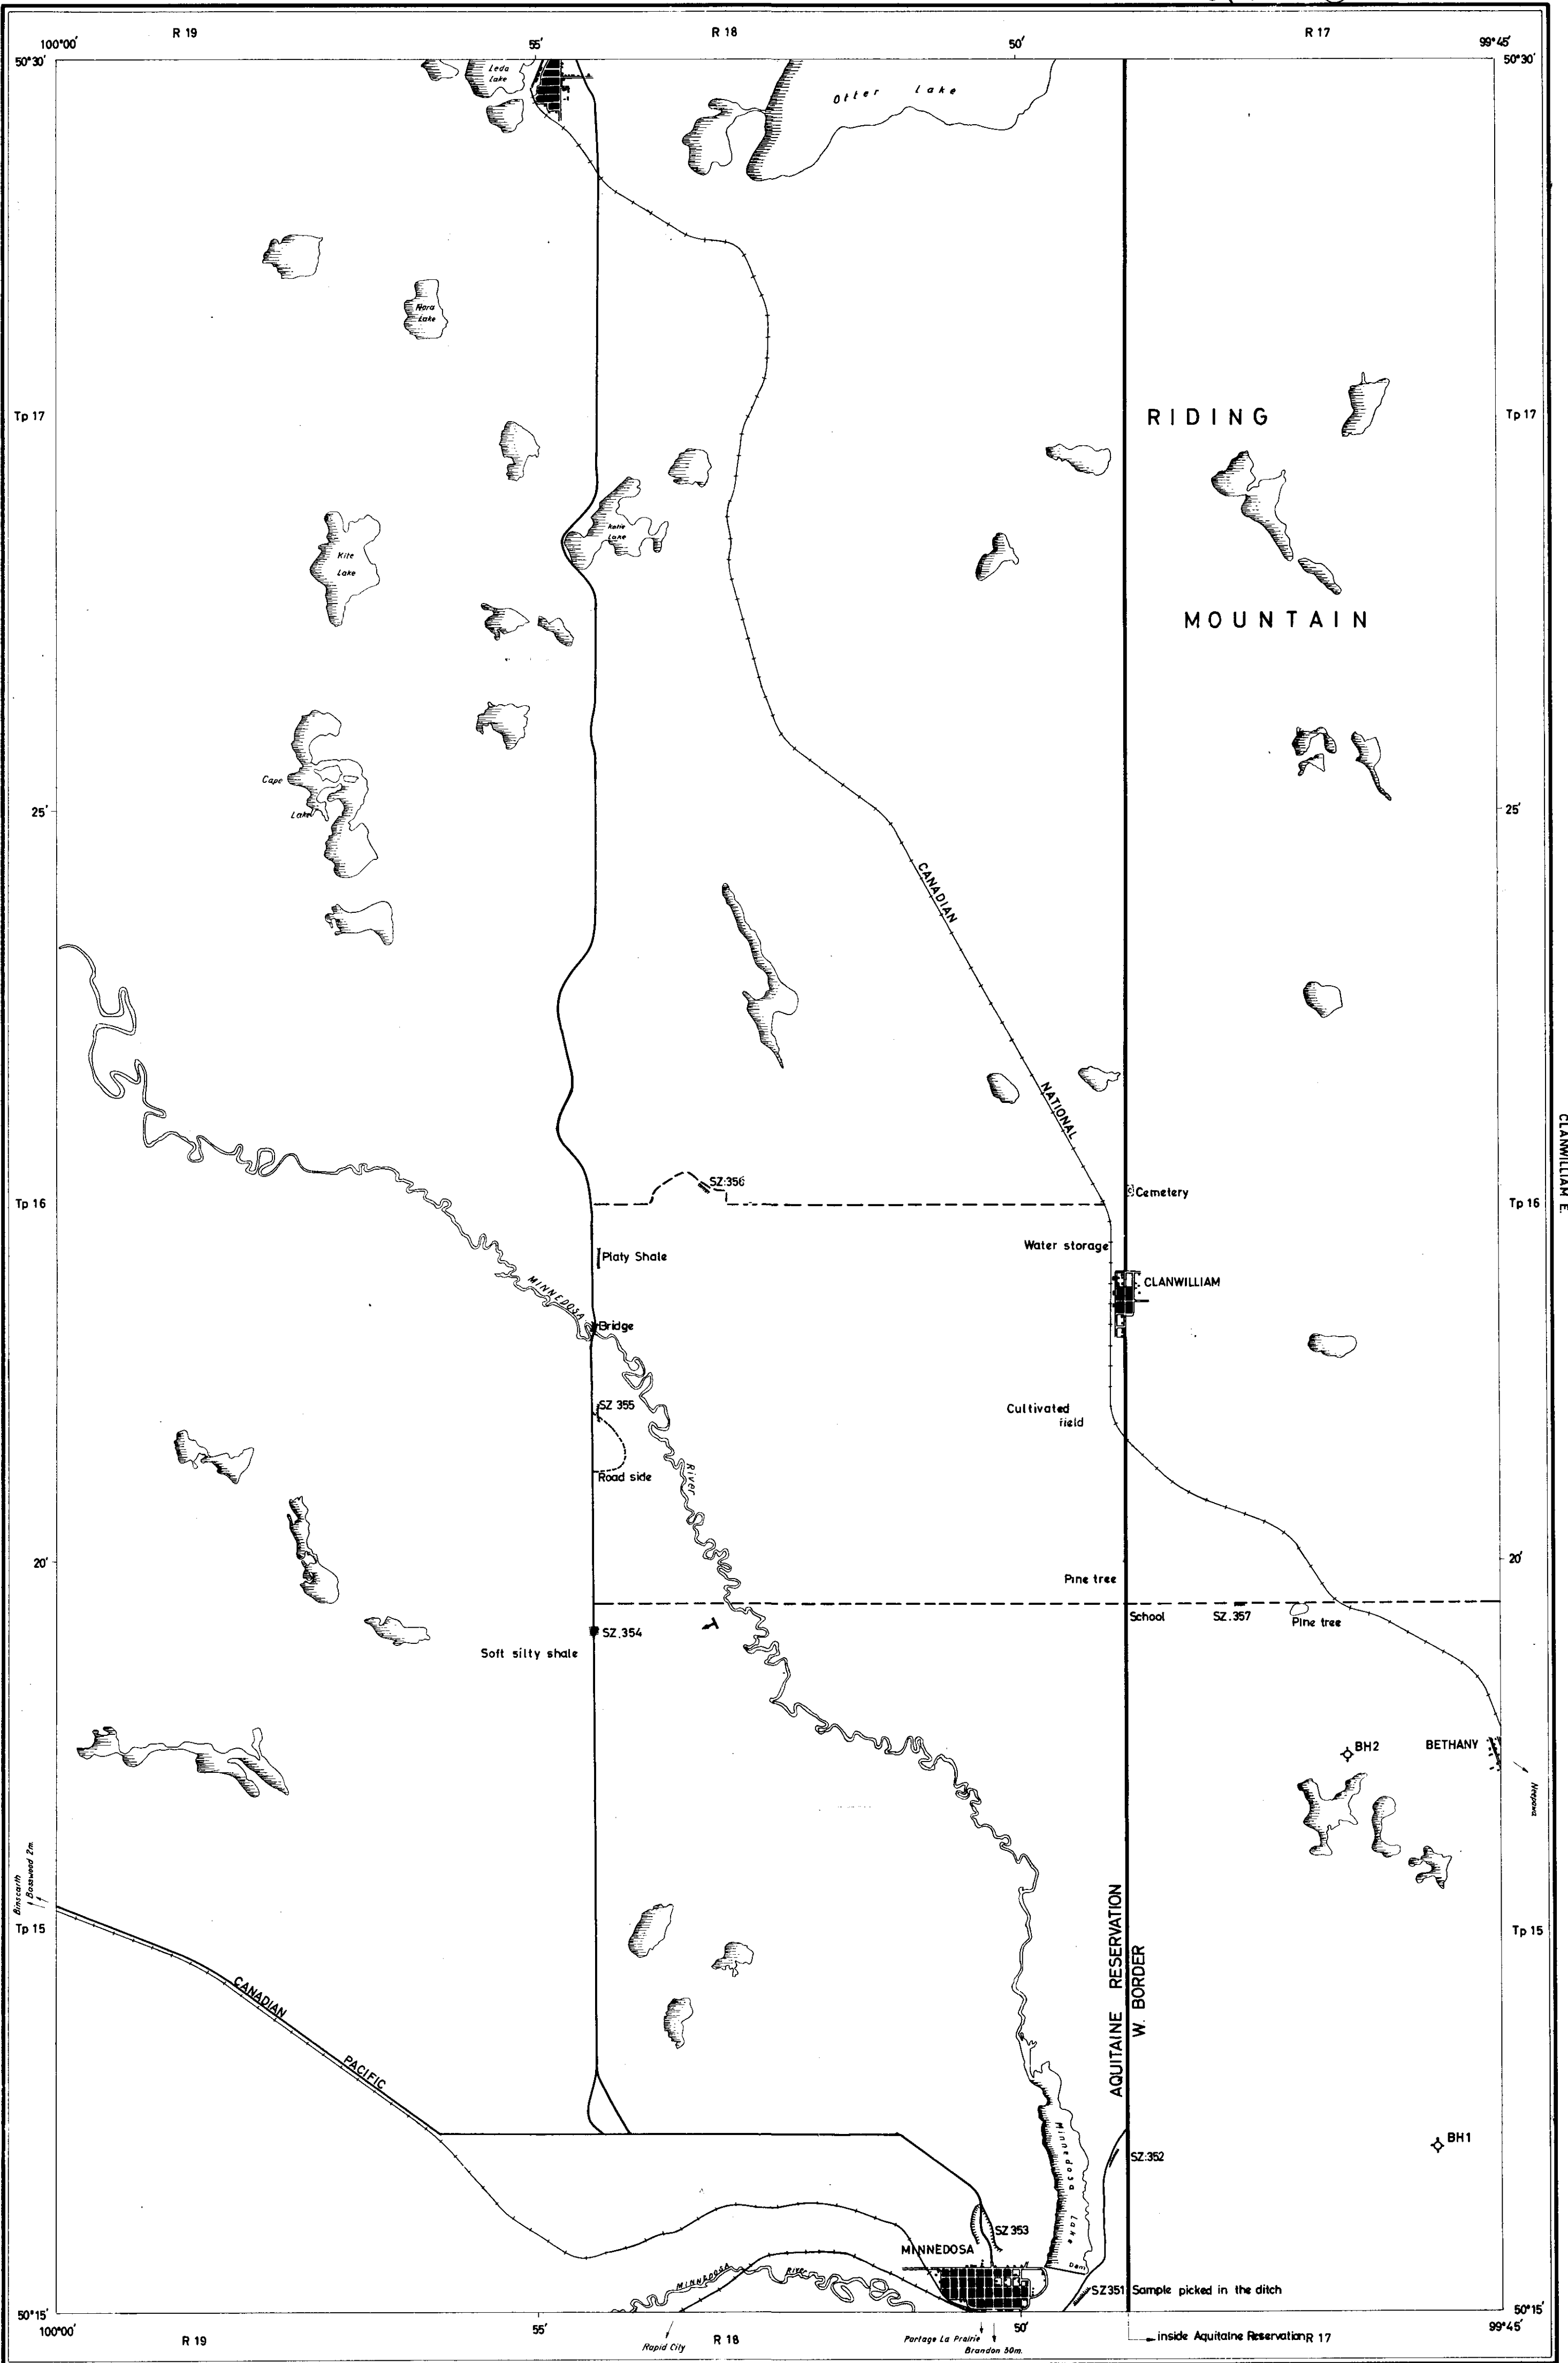 R 19
R 18
R 17
100°00′
55′
50′
99°45′
50°30′
50°30′
Leda
Lake
Otter Lake
Flora
Lake
Tp 17
RIDING
Tp 17
Katie
Lake
Kite
Lake
MOUNTAIN
Cape
Lake
25′
25′
CANADIAN
NATIONAL
CLANWILLIAM E.
SZ.356
Cemetery
Tp 16
Tp 16
Water storage
Platy Shale
CLANWILLIAM
MINNEDOSA
Bridge
SZ 355
Cultivated
field
Road side
River
20′
20′
Pine tree
School
SZ.357
Pine tree
SZ.354
Soft silty shale
BH2
BETHANY
Neepawa
Binscarth
Basswood 2m.
Tp 15
Tp 15
AQUITAINE RESERVATION
W. BORDER
CANADIAN
PACIFIC
Minnedosa
Lake
SZ.352
BH1
SZ353
MINNEDOSA
Dam
MINNEDOSA
River
SZ351
Sample picked in the ditch
50°15′
50°15′
100°00′
55′
50′
99°45′
R 19
Rapid City
R 18
Portage La Prairie
Brandon 50m.
inside Aquitaine Reservation
R 17